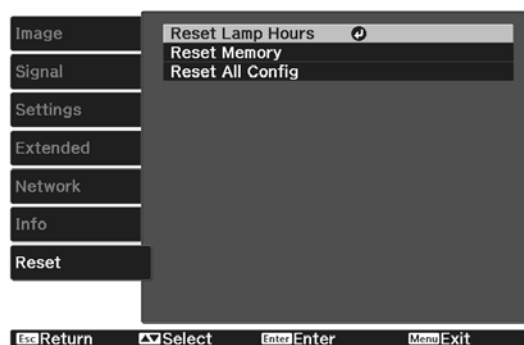 Image
Signal
Settings
Extended
Network
Info
Reset
Reset Lamp Hours
Reset Memory
Reset All Config
Esc Return Select Enter Enter Menu Exit